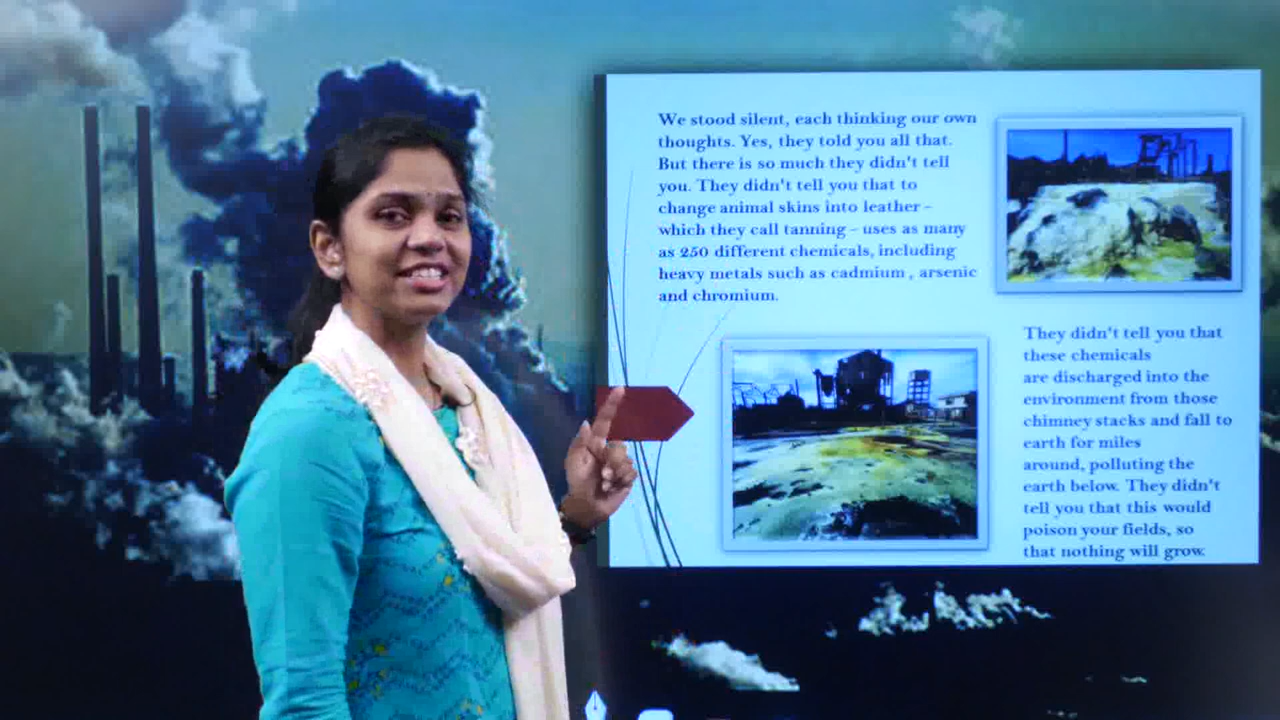 We stood silent, each thinking our own
thoughts. Yes, they told you all that.
But there is so much they didn't tell
you. They didn't tell you that to
change animal skins into leather –
which they call tanning – uses as many
as 250 different chemicals, including
heavy metals such as cadmium , arsenic
and chromium.
They didn't tell you that
these chemicals
are discharged into the
environment from those
chimney stacks and fall to
earth for miles
around, polluting the
earth below. They didn't
tell you that this would
poison your fields, so
that nothing will grow.